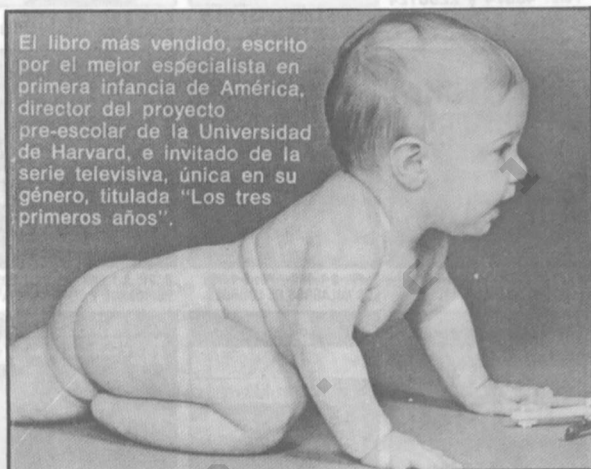 El libro más vendido, escrito
por el mejor especialista en
primera infancia de América,
director del proyecto
pre-escolar de la Universidad
de Harvard, e invitado de la
serie televisiva, única en su
género, titulada "Los tres
primeros años".